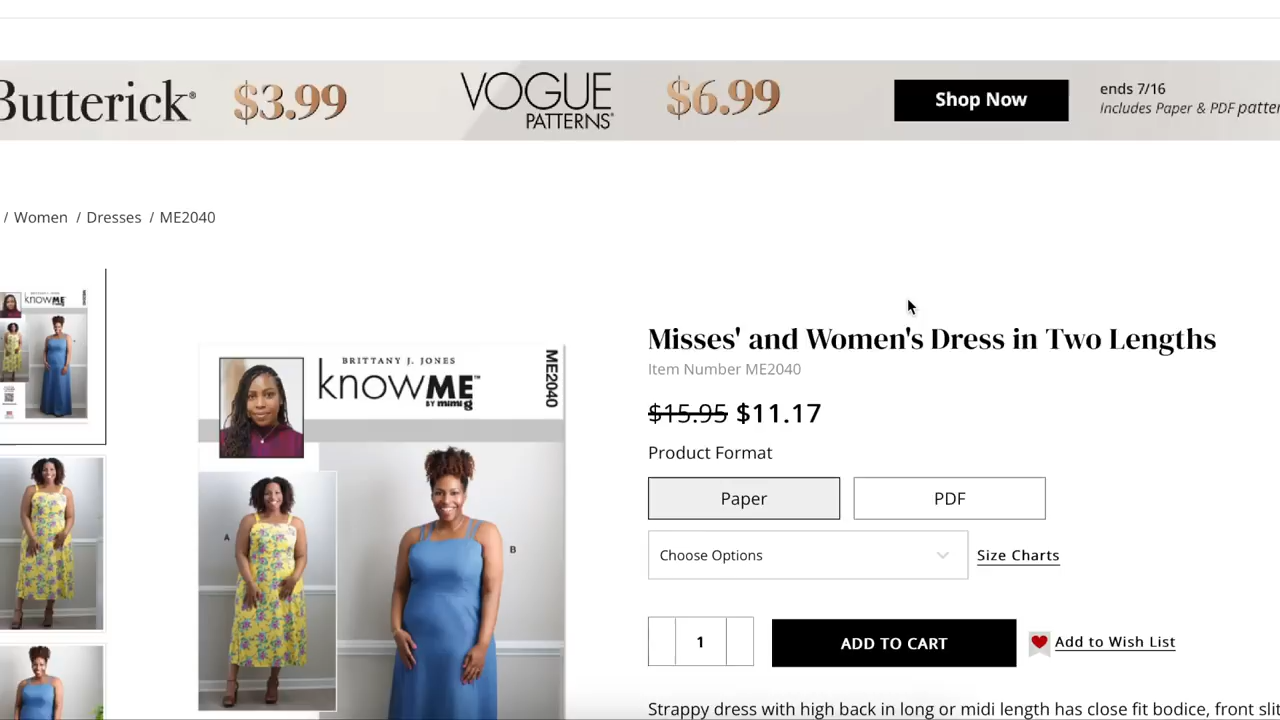 Butterick® $3.99 VOGUE PATTERNS® $6.99 Shop Now ends 7/16
Includes Paper & PDF patter
/ Women / Dresses / ME2040
knowME
BRITTANY J. JONES
knowME™
BY mimi g
ME2040
A
B
Misses' and Women's Dress in Two Lengths
Item Number ME2040
$15.95 $11.17
Product Format
Paper PDF
Choose Options Size Charts
1 ADD TO CART Add to Wish List
Strappy dress with high back in long or midi length has close fit bodice, front sli